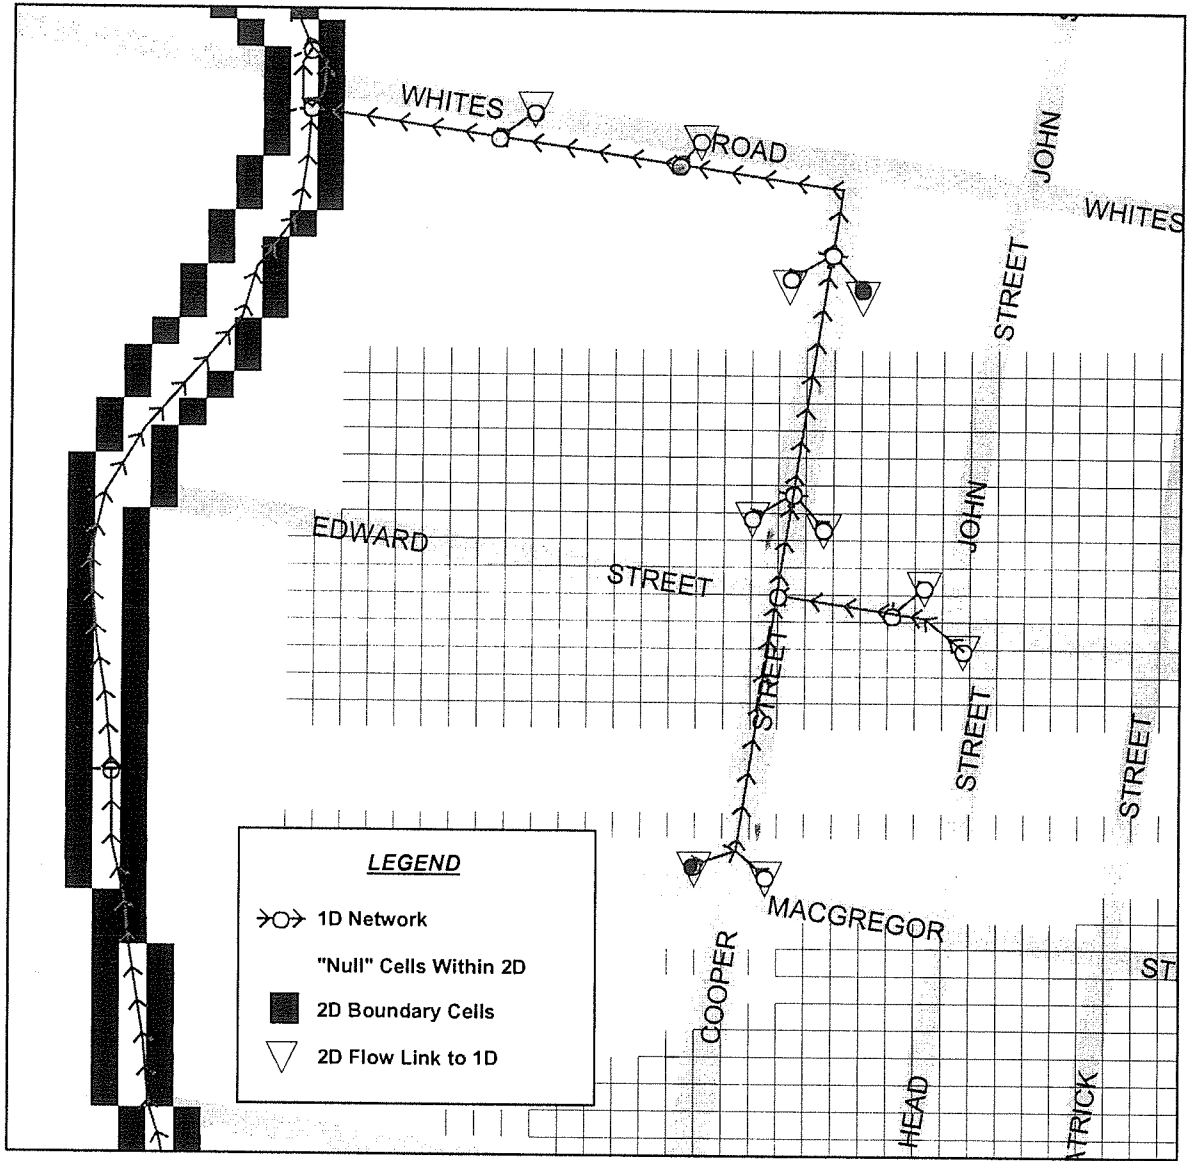 WHITES
ROAD
JOHN
WHITES
STREET
EDWARD
STREET
JOHN
STREET
STREET
STREET
LEGEND
1D Network
"Null" Cells Within 2D
2D Boundary Cells
2D Flow Link to 1D
MACGREGOR
COOPER
ST
HEAD
ATRICK